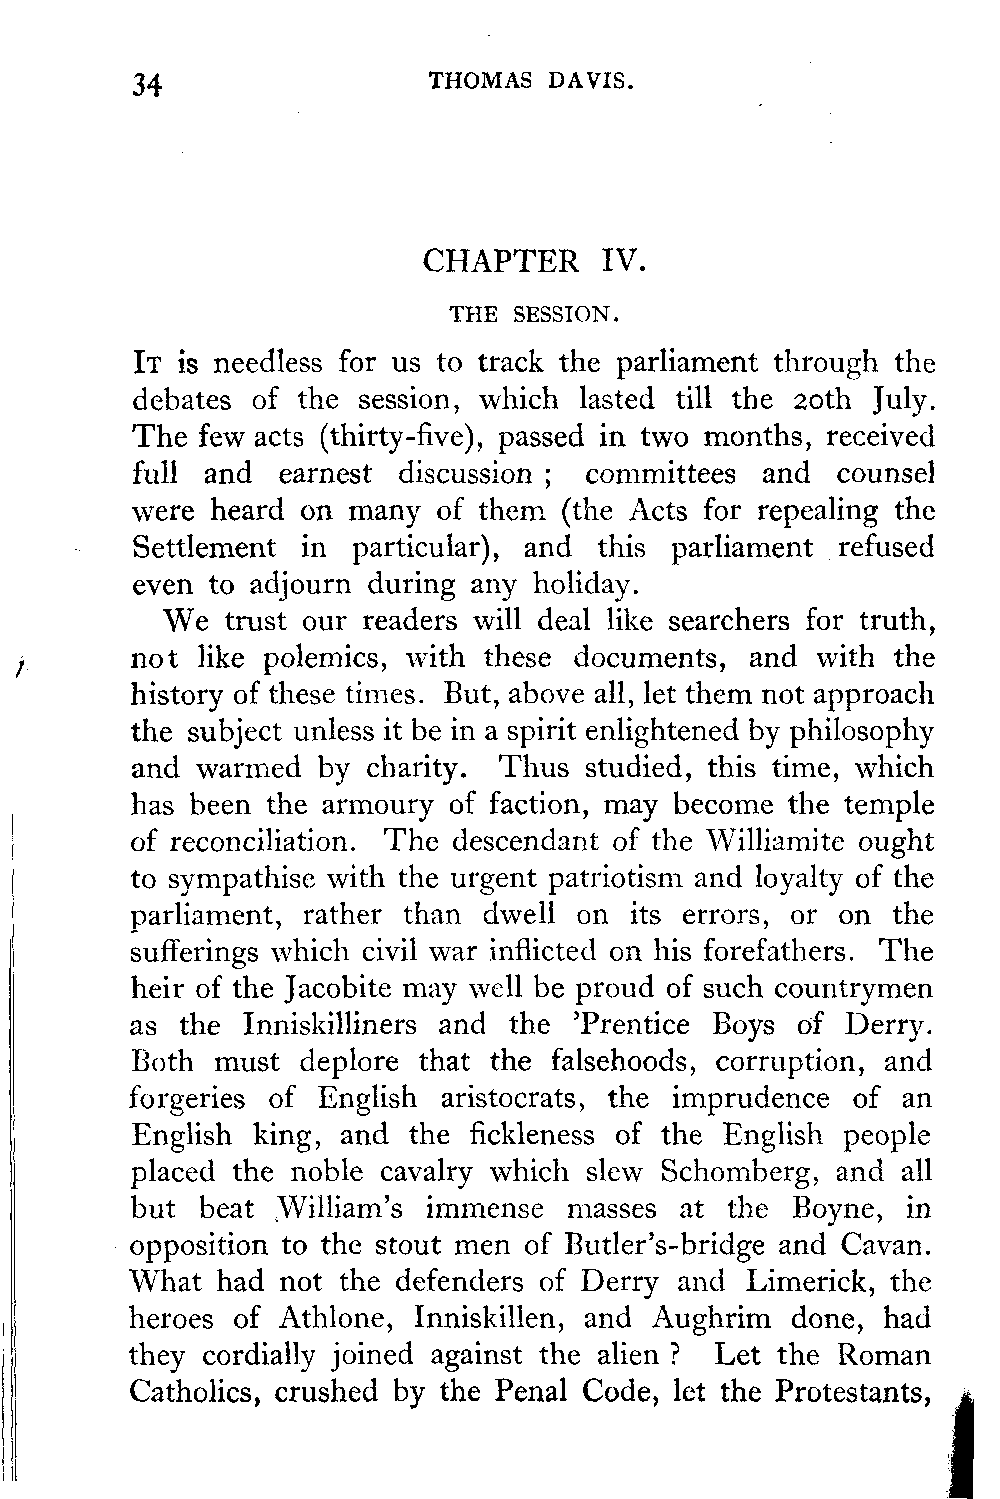 34 THOMAS DAVIS.
CHAPTER IV.
THE SESSION.
IT is needless for us to track the parliament through the
debates of the session, which lasted till the 20th July.
The few acts (thirty-five), passed in two months, received
full and earnest discussion ; committees and counsel
were heard on many of them (the Acts for repealing the
Settlement in particular), and this parliament refused
even to adjourn during any holiday.
We trust our readers will deal like searchers for truth,
not like polemics, with these documents, and with the
history of these times. But, above all, let them not approach
the subject unless it be in a spirit enlightened by philosophy
and warmed by charity. Thus studied, this time, which
has been the armoury of faction, may become the temple
of reconciliation. The descendant of the Williamite ought
to sympathise with the urgent patriotism and loyalty of the
parliament, rather than dwell on its errors, or on the
sufferings which civil war inflicted on his forefathers. The
heir of the Jacobite may well be proud of such countrymen
as the Inniskilliners and the ’Prentice Boys of Derry.
Both must deplore that the falsehoods, corruption, and
forgeries of English aristocrats, the imprudence of an
English king, and the fickleness of the English people
placed the noble cavalry which slew Schomberg, and all
but beat William's immense masses at the Boyne, in
opposition to the stout men of Butler's-bridge and Cavan.
What had not the defenders of Derry and Limerick, the
heroes of Athlone, Inniskillen, and Aughrim done, had
they cordially joined against the alien ? Let the Roman
Catholics, crushed by the Penal Code, let the Protestants,